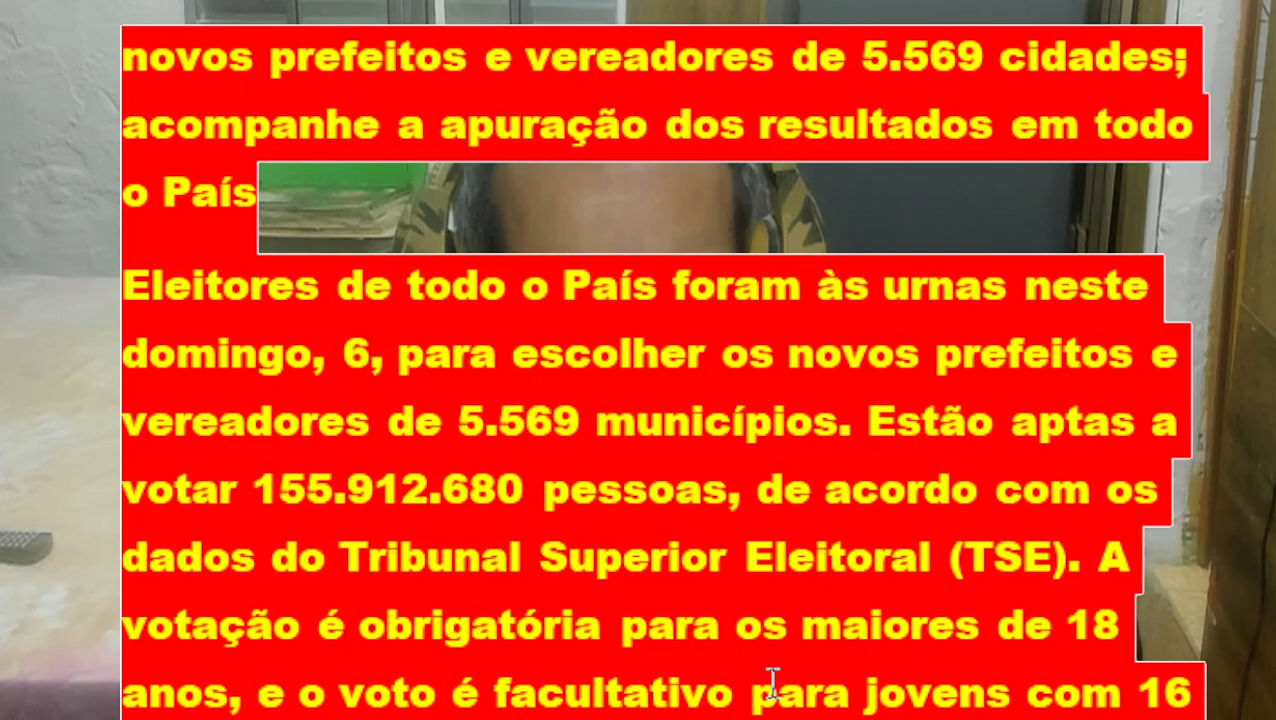 novos prefeitos e vereadores de 5.569 cidades;
acompanhe a apuração dos resultados em todo
o País
Eleitores de todo o País foram às urnas neste
domingo, 6, para escolher os novos prefeitos e
vereadores de 5.569 municípios. Estão aptas a
votar 155.912.680 pessoas, de acordo com os
dados do Tribunal Superior Eleitoral (TSE). A
votação é obrigatória para os maiores de 18
anos, e o voto é facultativo para jovens com 16